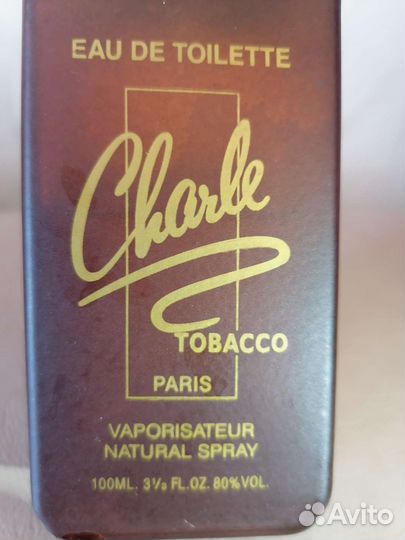 EAU DE TOILETTE
Charle
TOBACCO
PARIS
VAPORISATEUR
NATURAL SPRAY
100ML. 3⅓ FL.OZ. 80%VOL.
Avito